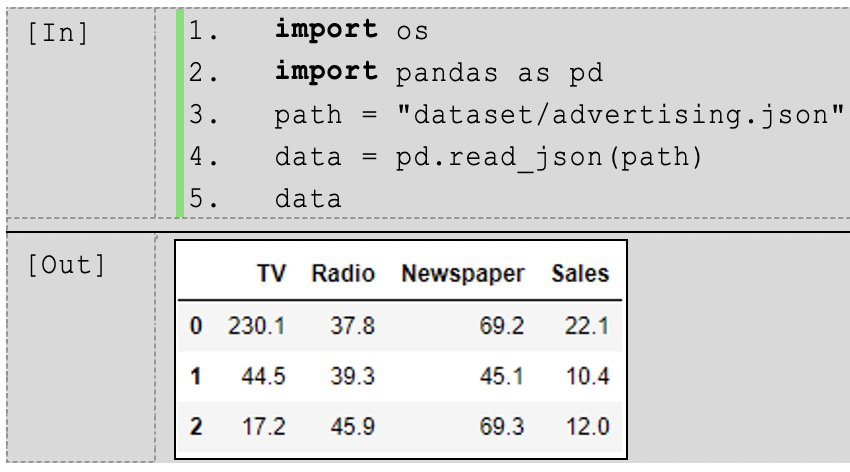 [In]
1. import os
2. import pandas as pd
3. path = "dataset/advertising.json"
4. data = pd.read_json(path)
5. data
[Out]
TV Radio Newspaper Sales
0 230.1 37.8 69.2 22.1
1 44.5 39.3 45.1 10.4
2 17.2 45.9 69.3 12.0